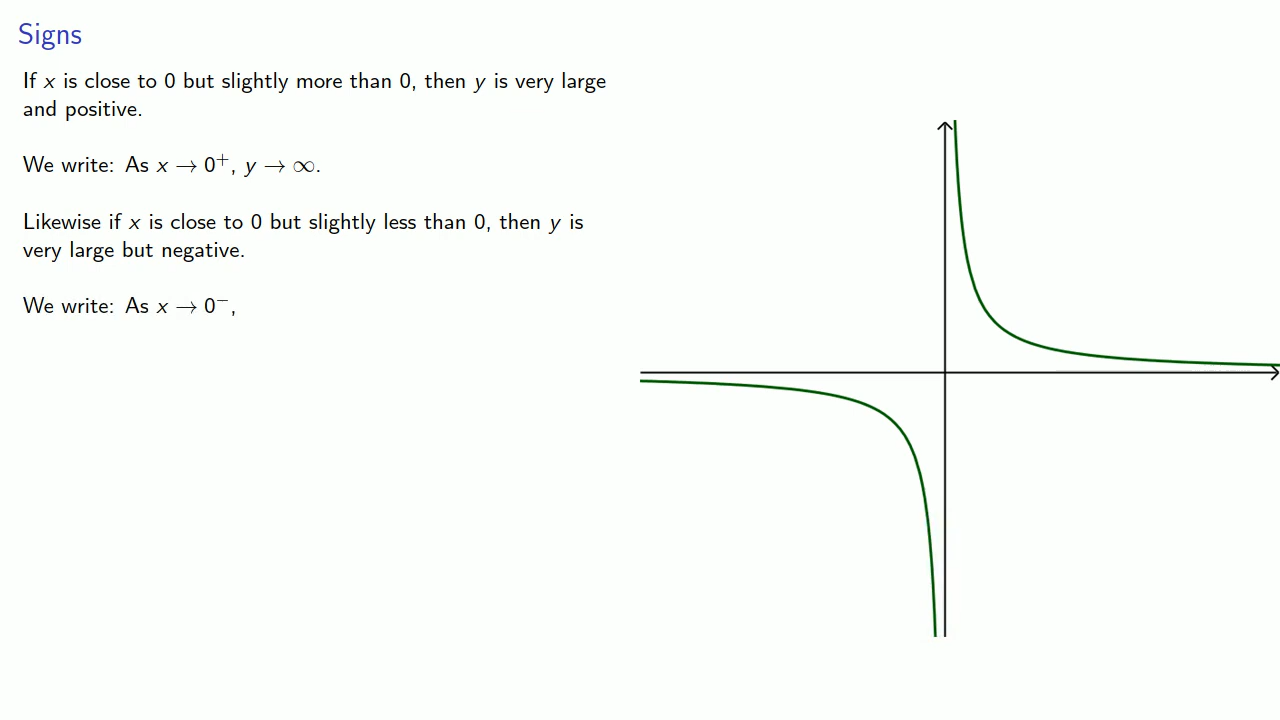 Signs
If x is close to 0 but slightly more than 0, then y is very large
and positive.
We write: As x → 0⁺, y → ∞.
Likewise if x is close to 0 but slightly less than 0, then y is
very large but negative.
We write: As x → 0⁻,